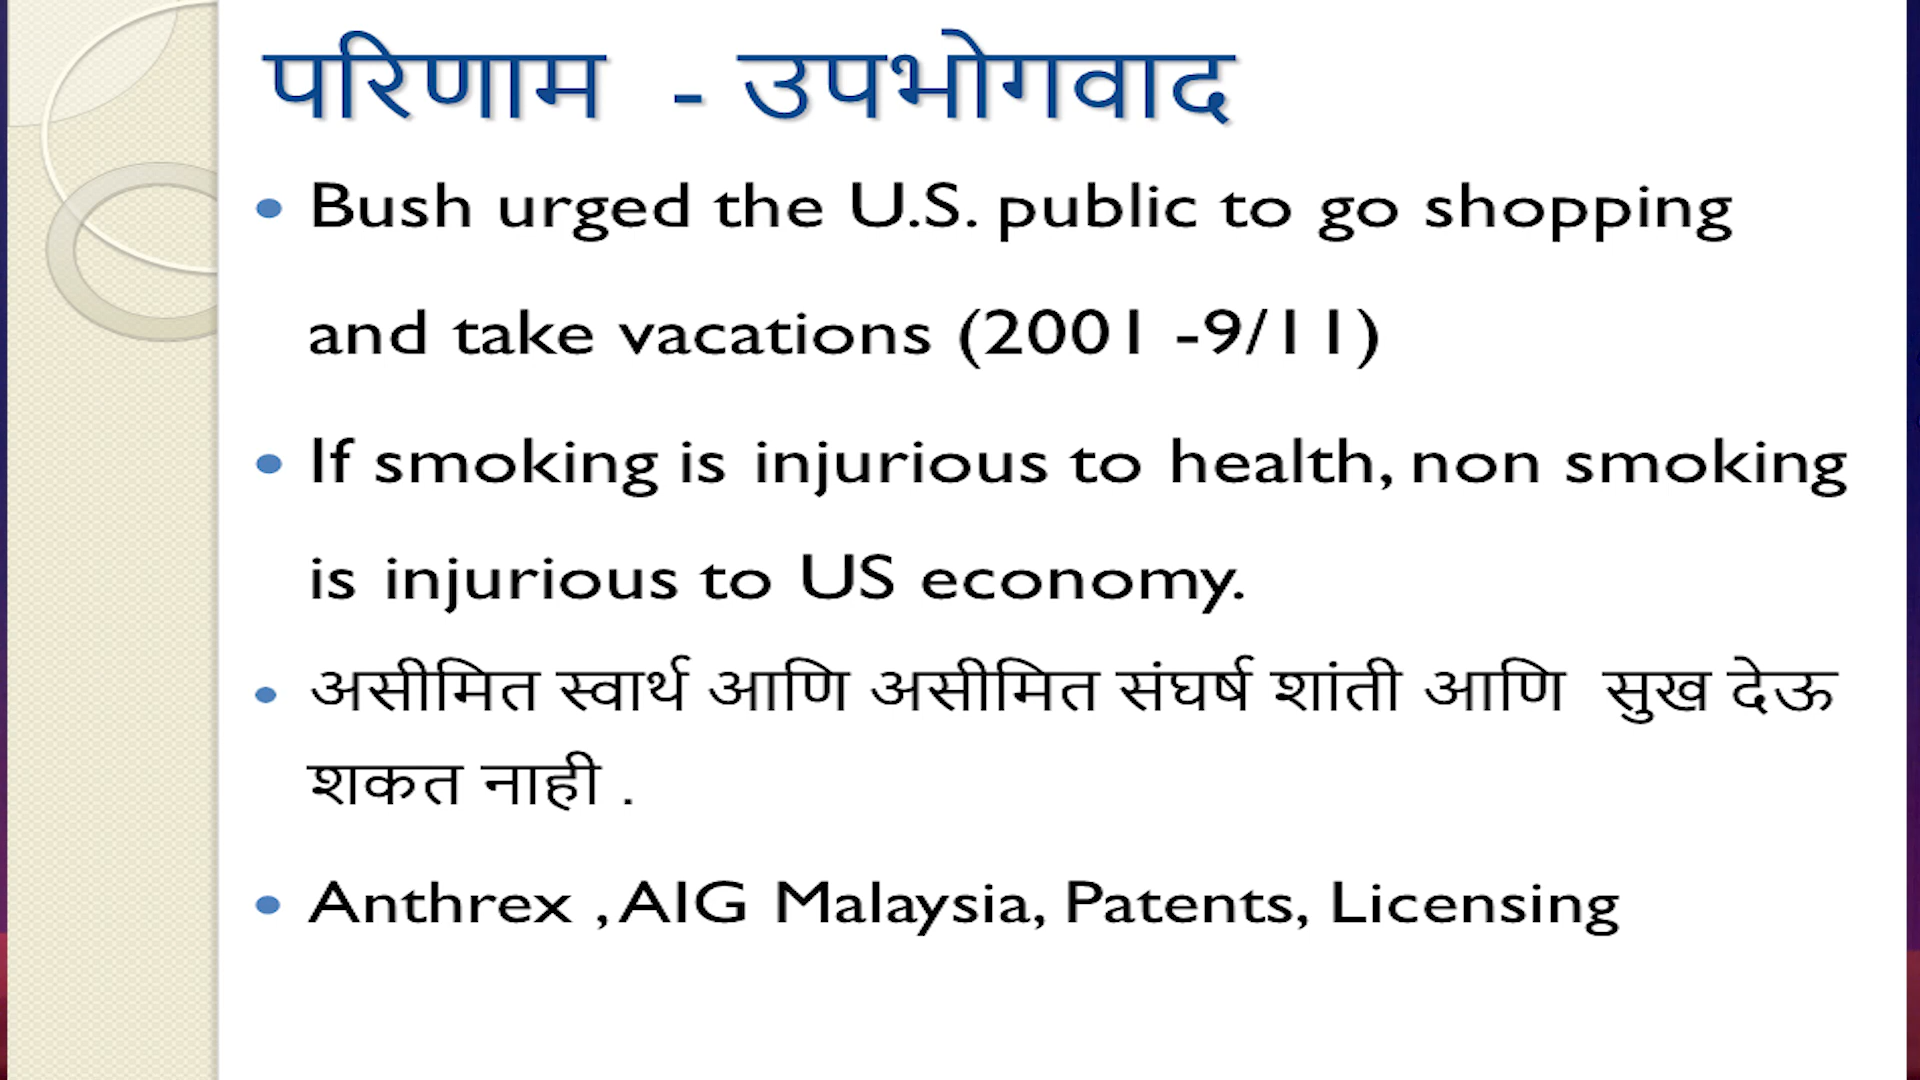 परिणाम - उपभोगवाद
Bush urged the U.S. public to go shopping
and take vacations (2001 -9/11)
If smoking is injurious to health, non smoking
is injurious to US economy.
असीमित स्वार्थ आणि असीमित संघर्ष शांती आणि सुख देऊ
शकत नाही .
Anthrex , AIG Malaysia, Patents, Licensing